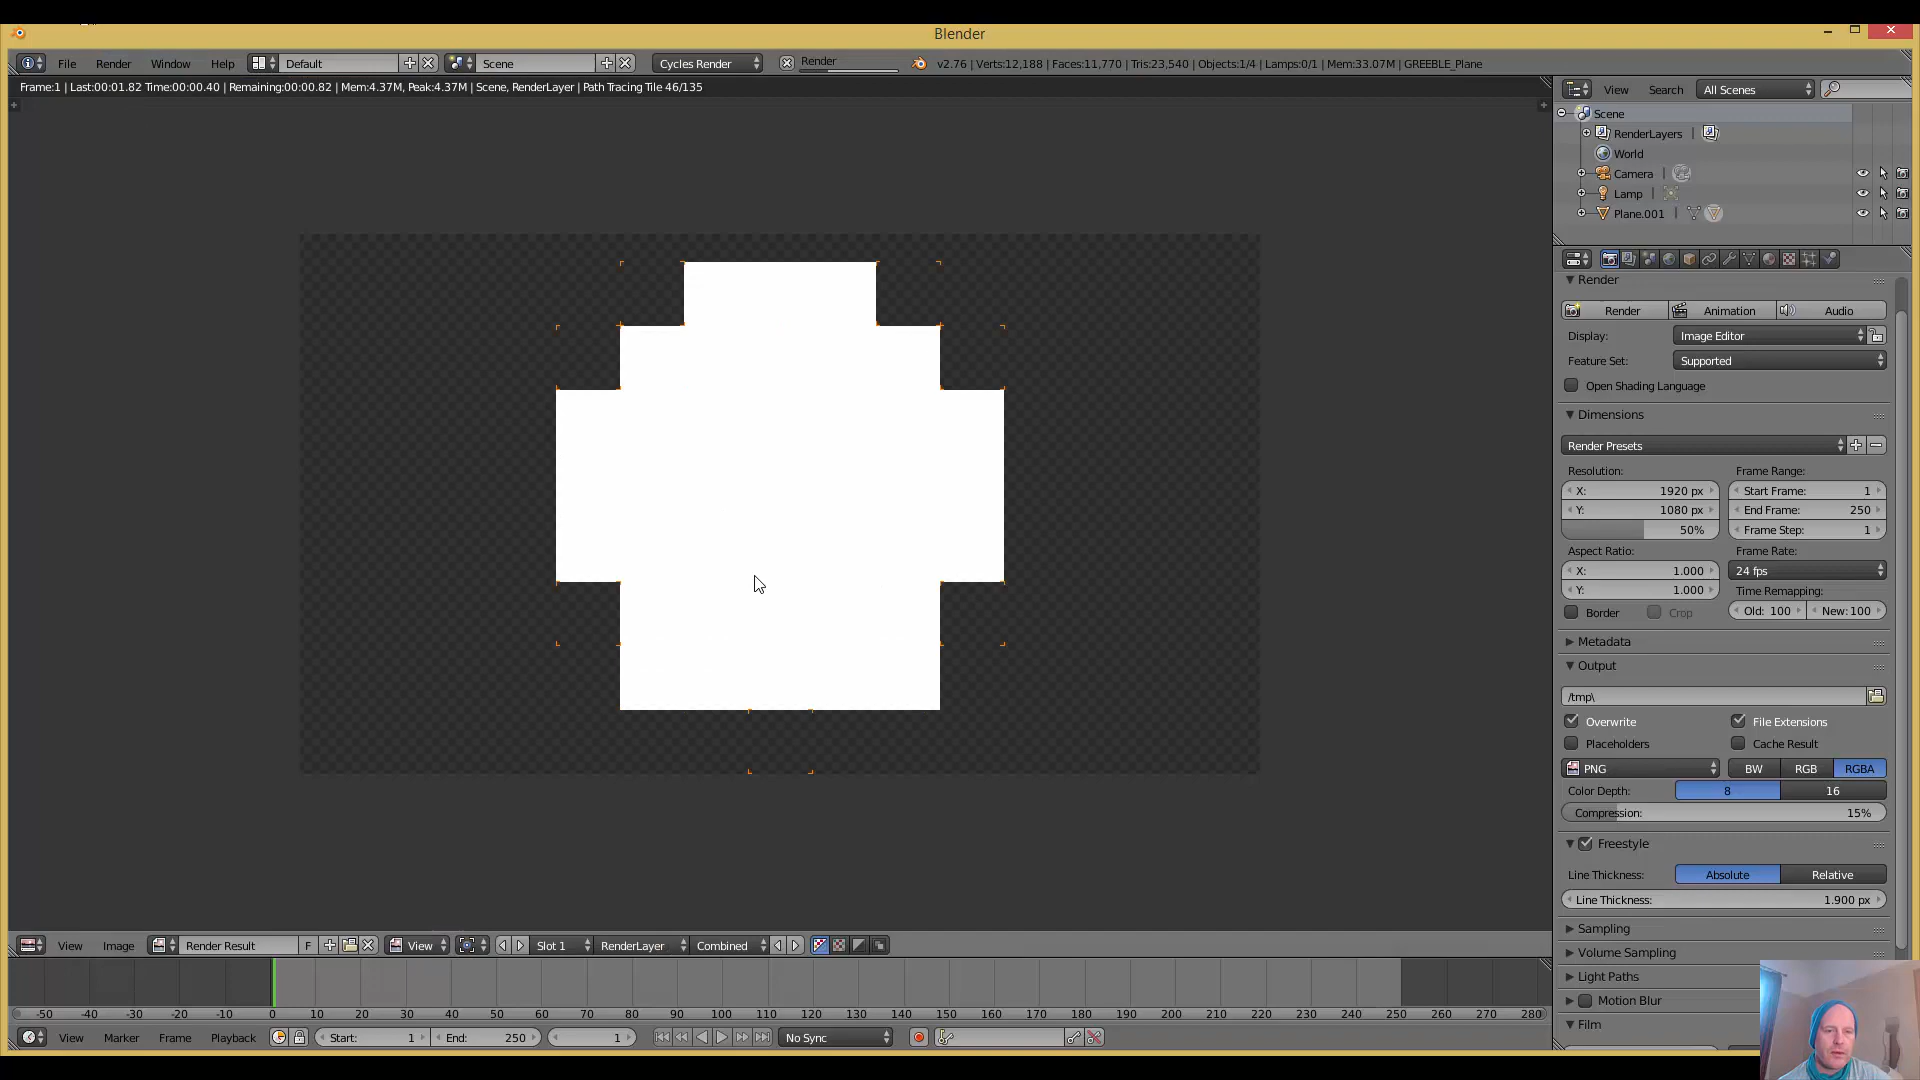 Blender
File Render Window Help Default Scene Cycles Render Render v2.76 | Verts:12,188 | Faces:11,770 | Tris:23,540 | Objects:1/4 | Lamps:0/1 | Mem:33.07M | GREEBLE_Plane
Frame:1 | Last:00:01.82 Time:00:00.40 | Remaining:00:00.82 | Mem:4.37M, Peak:4.37M | Scene, RenderLayer | Path Tracing Tile 46/135
View Search All Scenes
Scene
RenderLayers
World
Camera
Lamp
Plane.001
Render
Render Animation Audio
Display: Image Editor
Feature Set: Supported
Open Shading Language
Dimensions
Render Presets
Resolution: Frame Range:
X: 1920 px Start Frame: 1
Y: 1080 px End Frame: 250
50% Frame Step: 1
Aspect Ratio: Frame Rate:
X: 1.000 24 fps
Y: 1.000 Time Remapping:
Border Crop Old: 100 New: 100
Metadata
Output
/tmp\
Overwrite File Extensions
Placeholders Cache Result
PNG BW RGB RGBA
Color Depth: 8 16
Compression: 15%
Freestyle
Line Thickness: Absolute Relative
Line Thickness: 1.900 px
Sampling
Volume Sampling
Light Paths
Motion Blur
Film
View Image Render Result F View Slot 1 RenderLayer Combined
-50 -40 -30 -20 -10 0 10 20 30 40 50 60 70 80 90 100 110 120 130 140 150 160 170 180 190 200 210 220 230 240 250 260 270 280
View Marker Frame Playback Start: 1 End: 250 1 No Sync